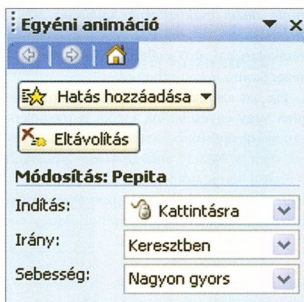 Egyéni animáció
Hatás hozzáadása
Eltávolítás
Módosítás: Pepita
Indítás: Kattintásra
Irány: Keresztben
Sebesség: Nagyon gyors